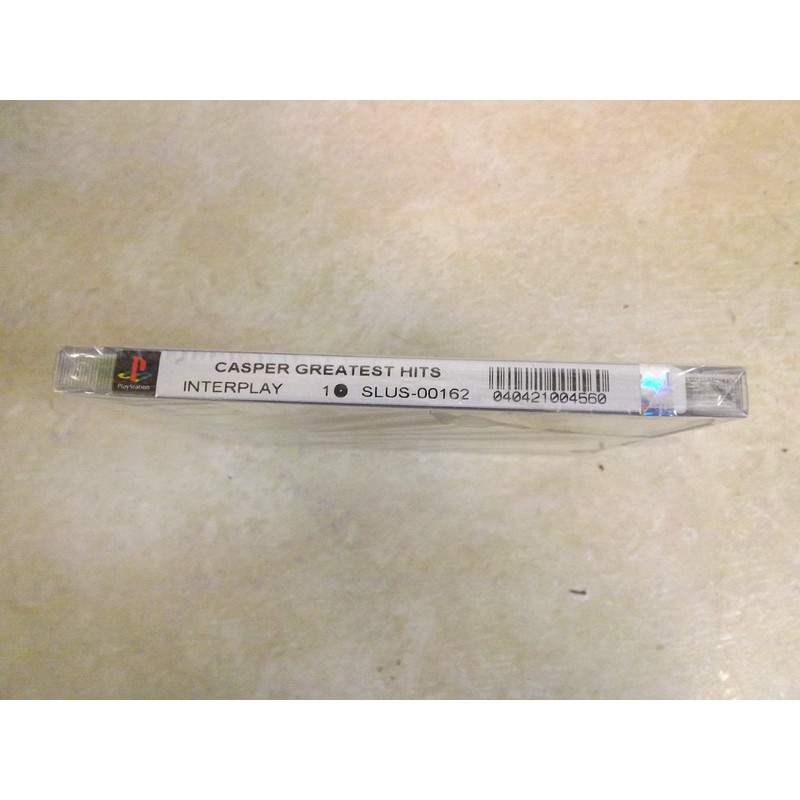 PlayStation
CASPER GREATEST HITS
INTERPLAY 1 SLUS-00162
040421004560